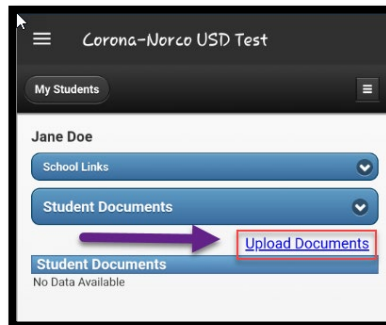 Corona-Norco USD Test
My Students
Jane Doe
School Links
Student Documents
Upload Documents
Student Documents
No Data Available